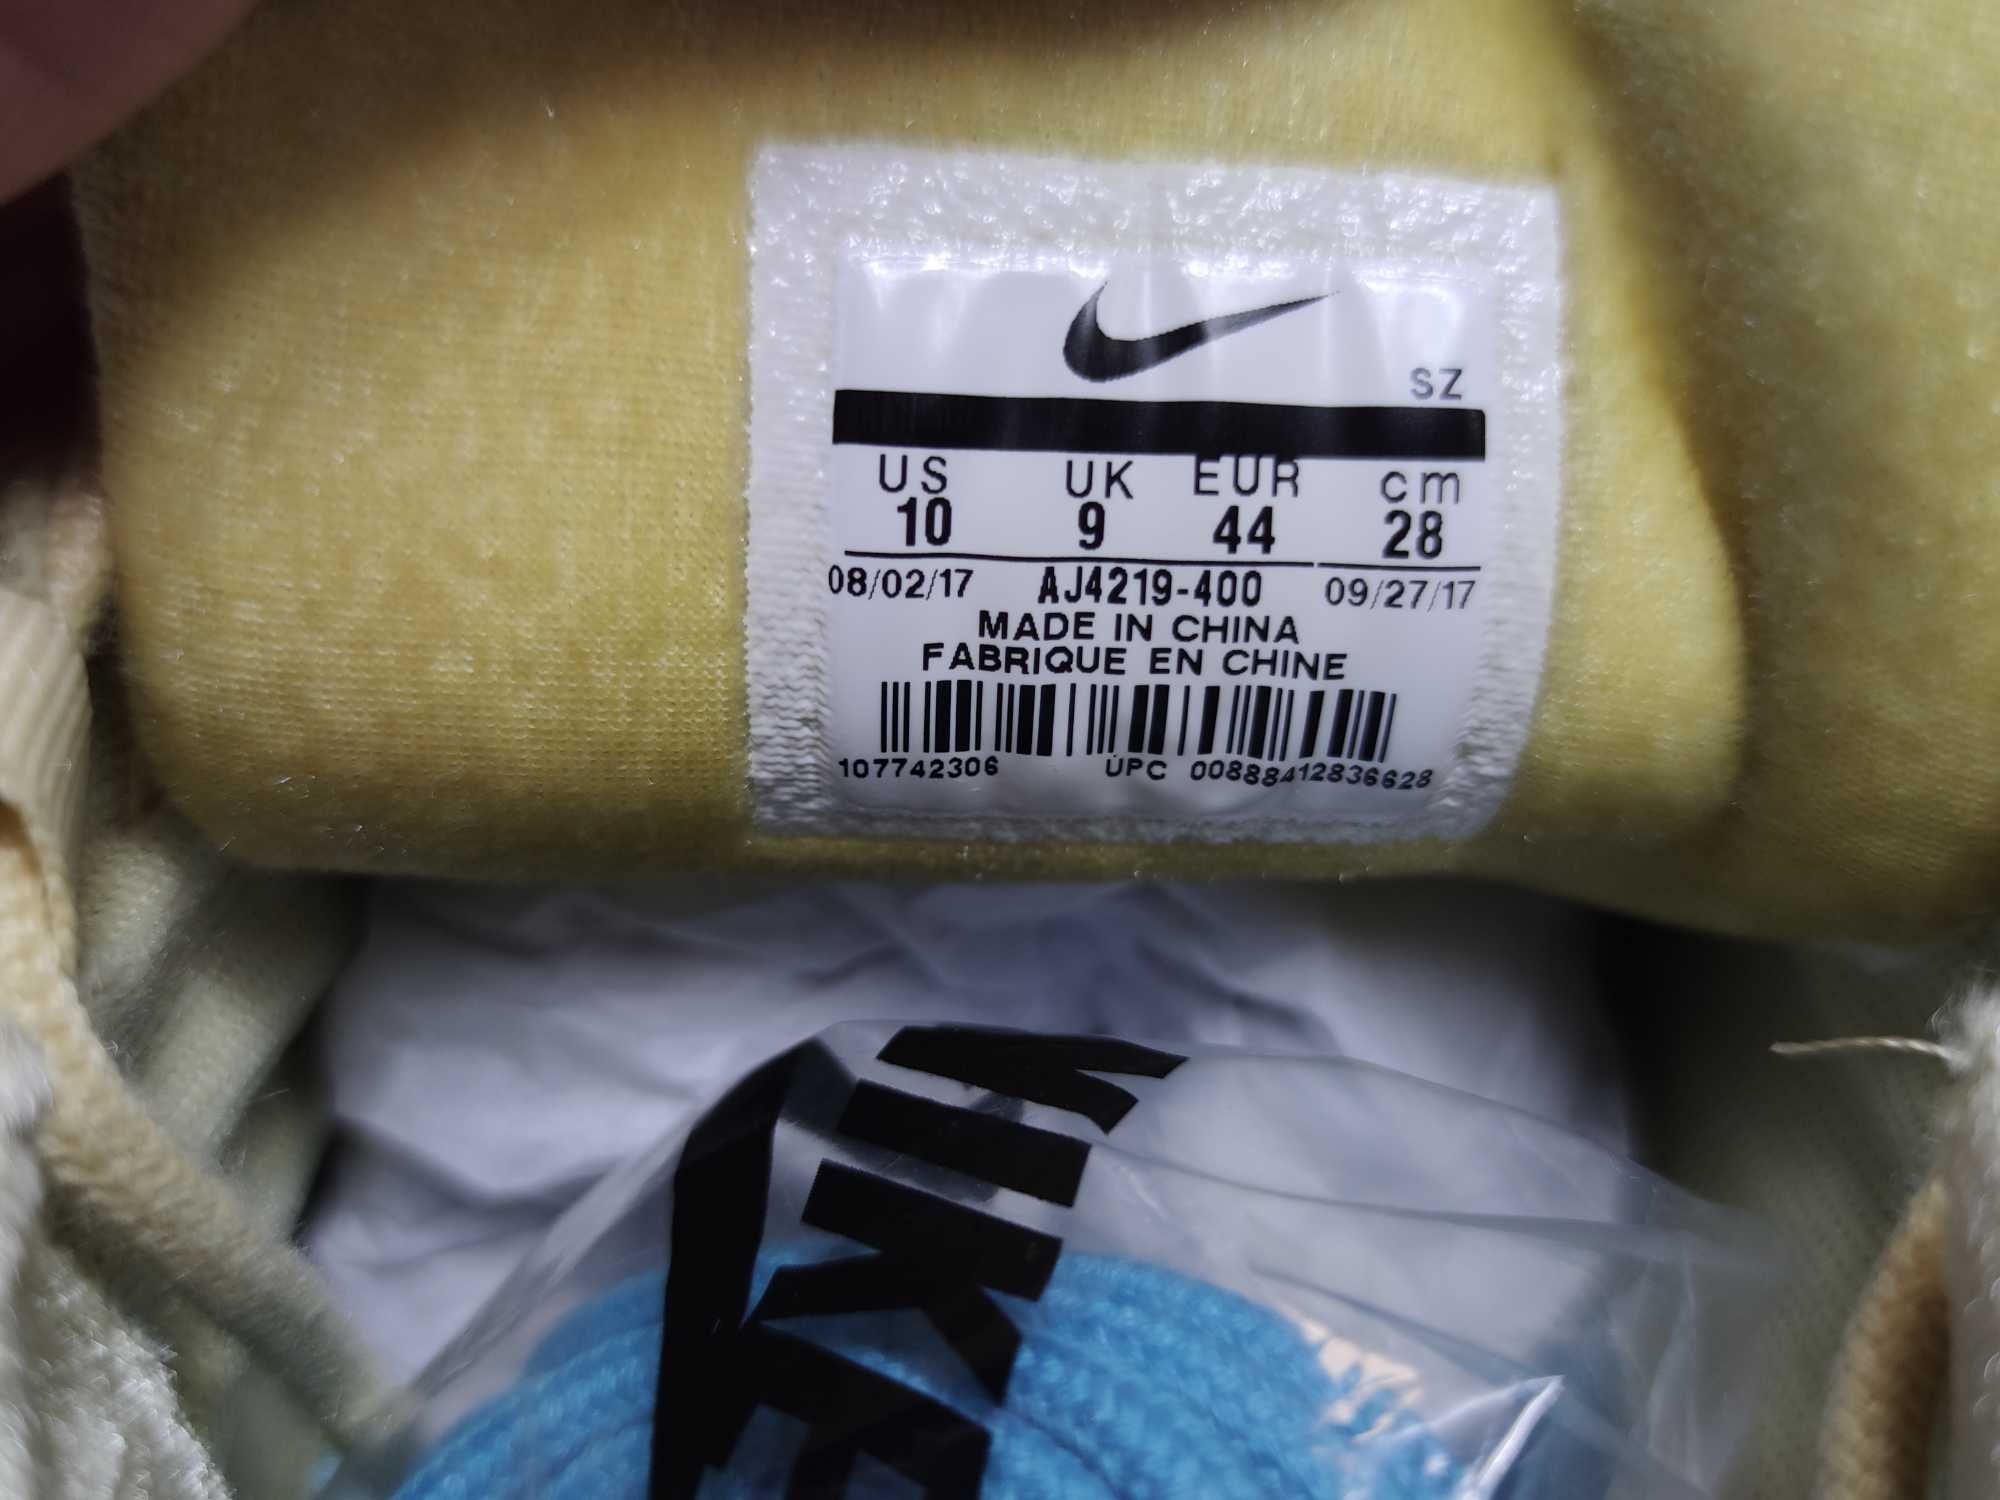 SZ
US UK EUR cm
10 9 44 28
08/02/17 AJ4219-400 09/27/17
MADE IN CHINA
FABRIQUE EN CHINE
107742306 UPC 00888412836628
NIKE